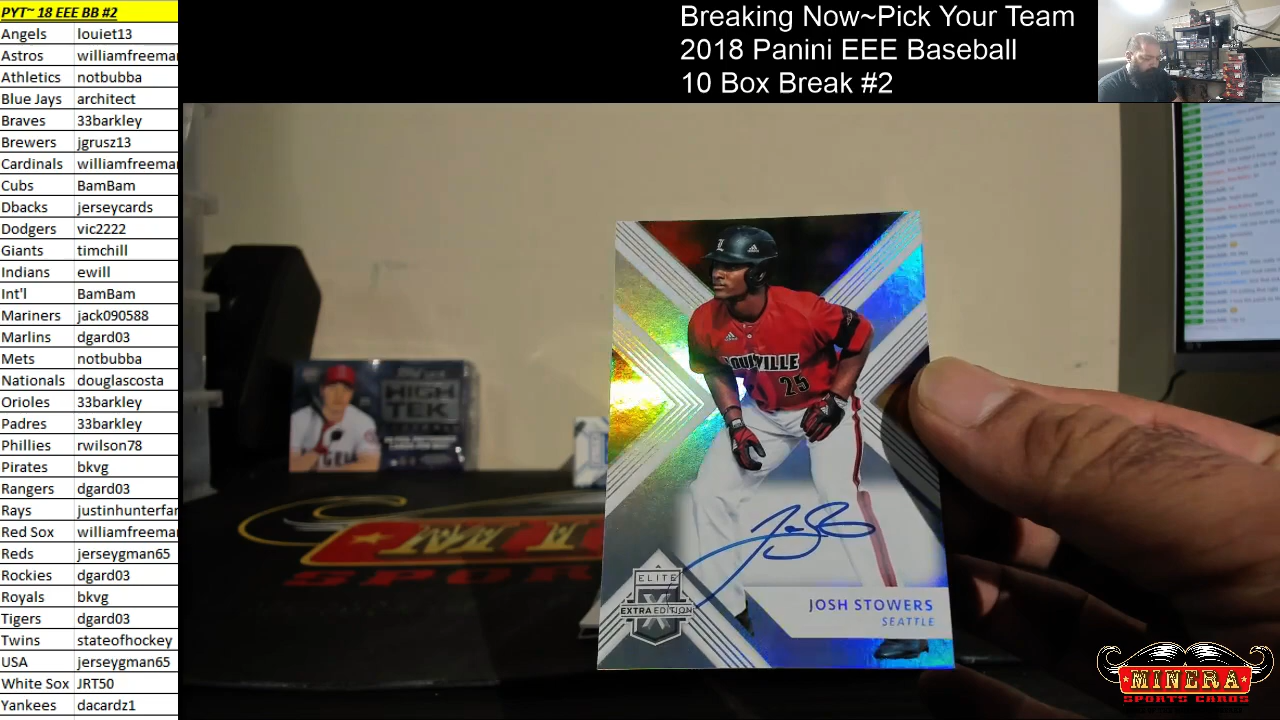 PYT~ 18 EEE BB #2
Angels louiet13
Astros williamfreeman
Athletics notbubba
Blue Jays architect
Braves 33barkley
Brewers jgrusz13
Cardinals williamfreeman
Cubs BamBam
Dbacks jerseycards
Dodgers vic2222
Giants timchill
Indians ewill
Int'l BamBam
Mariners jack090588
Marlins dgard03
Mets notbubba
Nationals douglascosta
Orioles 33barkley
Padres 33barkley
Phillies rwilson78
Pirates bkvg
Rangers dgard03
Rays justinhunterfan
Red Sox williamfreeman
Reds jerseygman65
Rockies dgard03
Royals bkvg
Tigers dgard03
Twins stateofhockey
USA jerseygman65
White Sox JRT50
Yankees dacardz1
Breaking Now~Pick Your Team
2018 Panini EEE Baseball
10 Box Break #2
HIGH
TEK
L
LOUISVILLE
25
ELITE
EXTRA EDITION
JOSH STOWERS
SEATTLE
MINERA
SPORTS CARDS